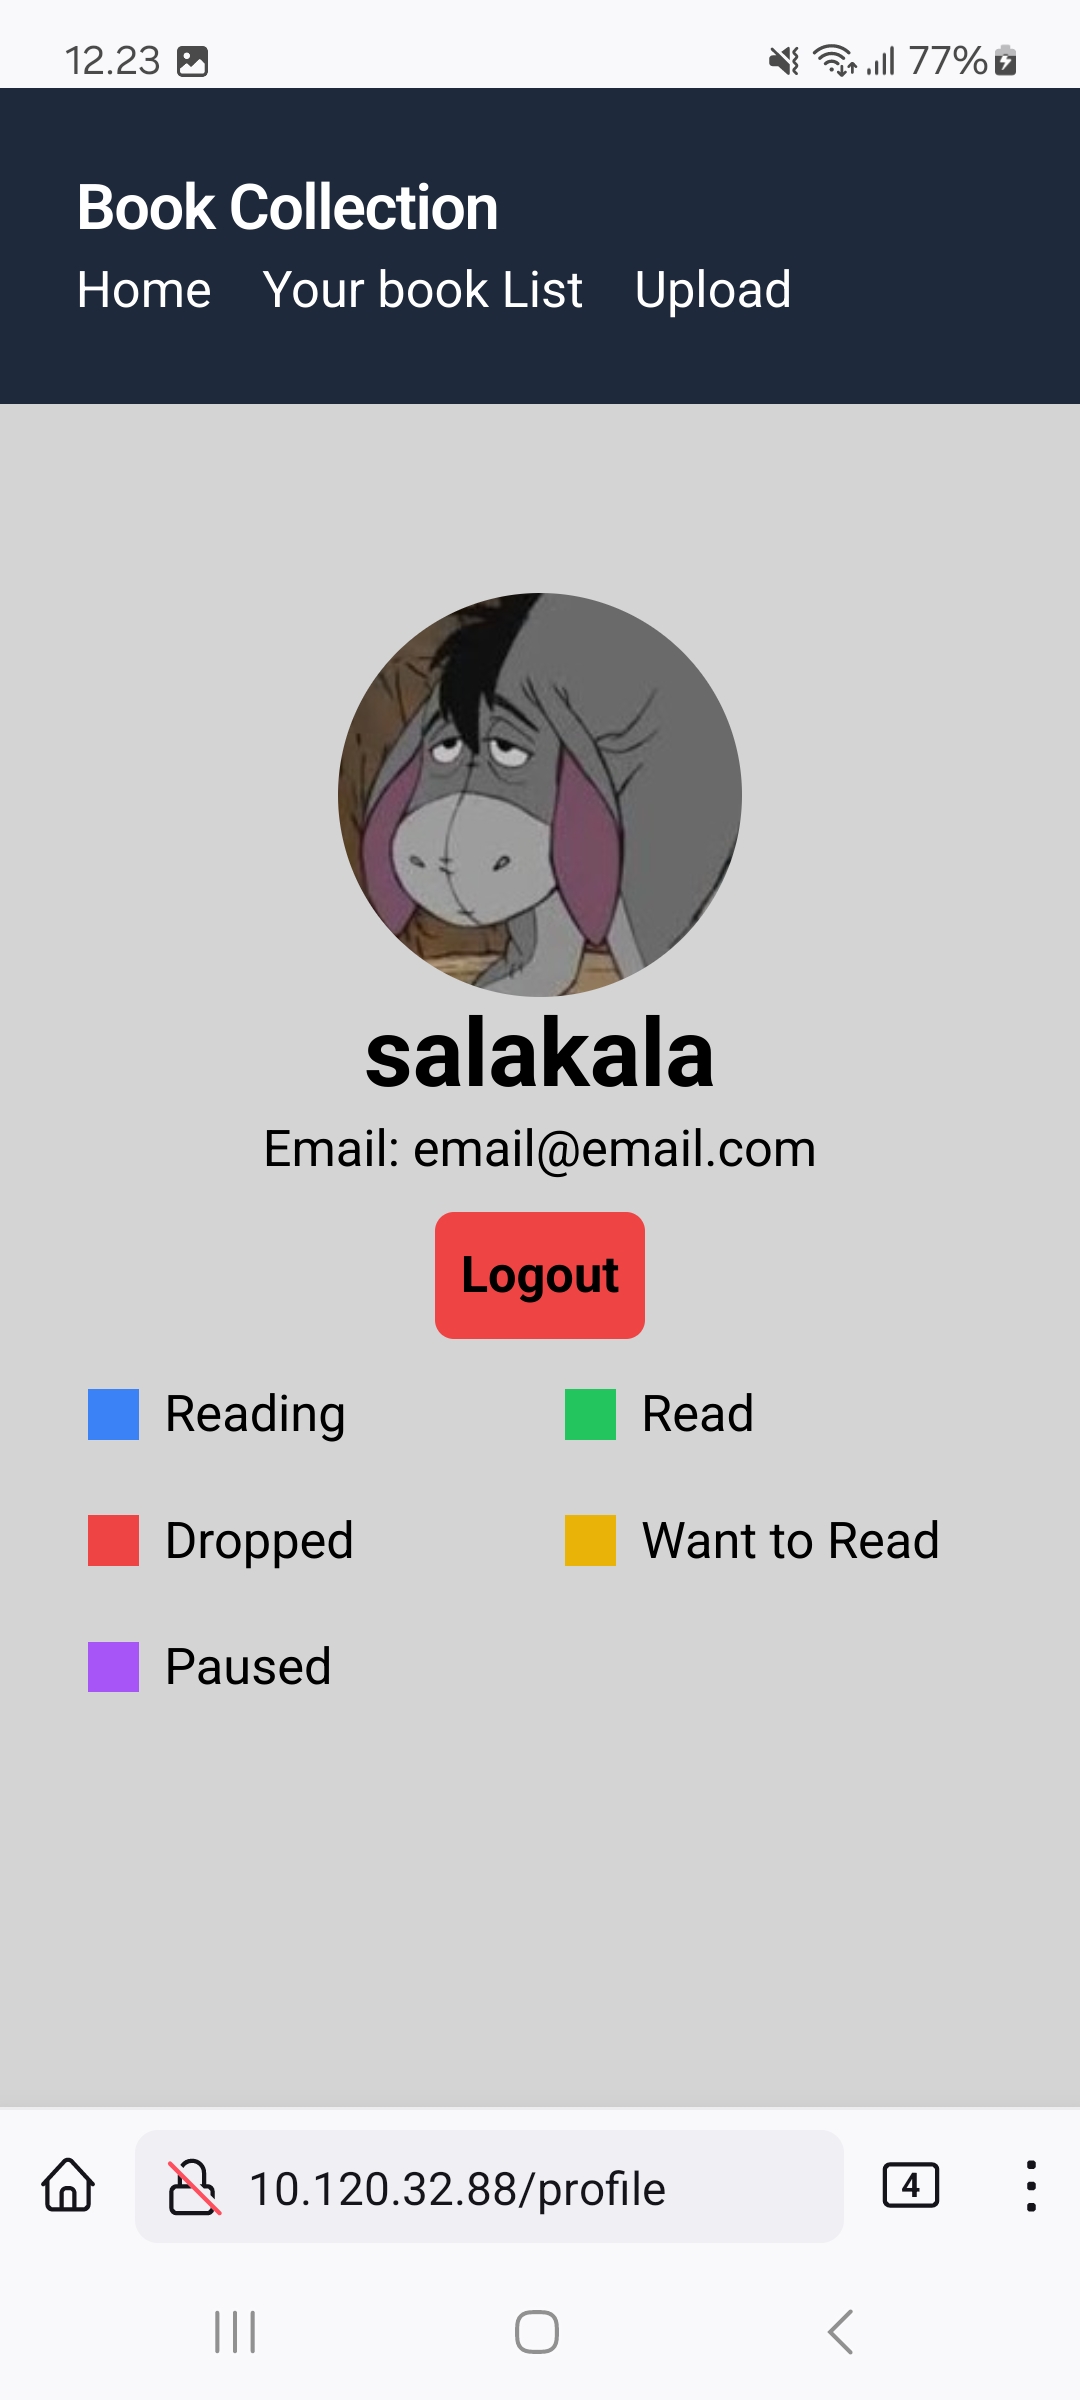 12.23 77%
Book Collection
Home Your book List Upload
salakala
Email: email@email.com
Logout
Reading Read
Dropped Want to Read
Paused
10.120.32.88/profile 4